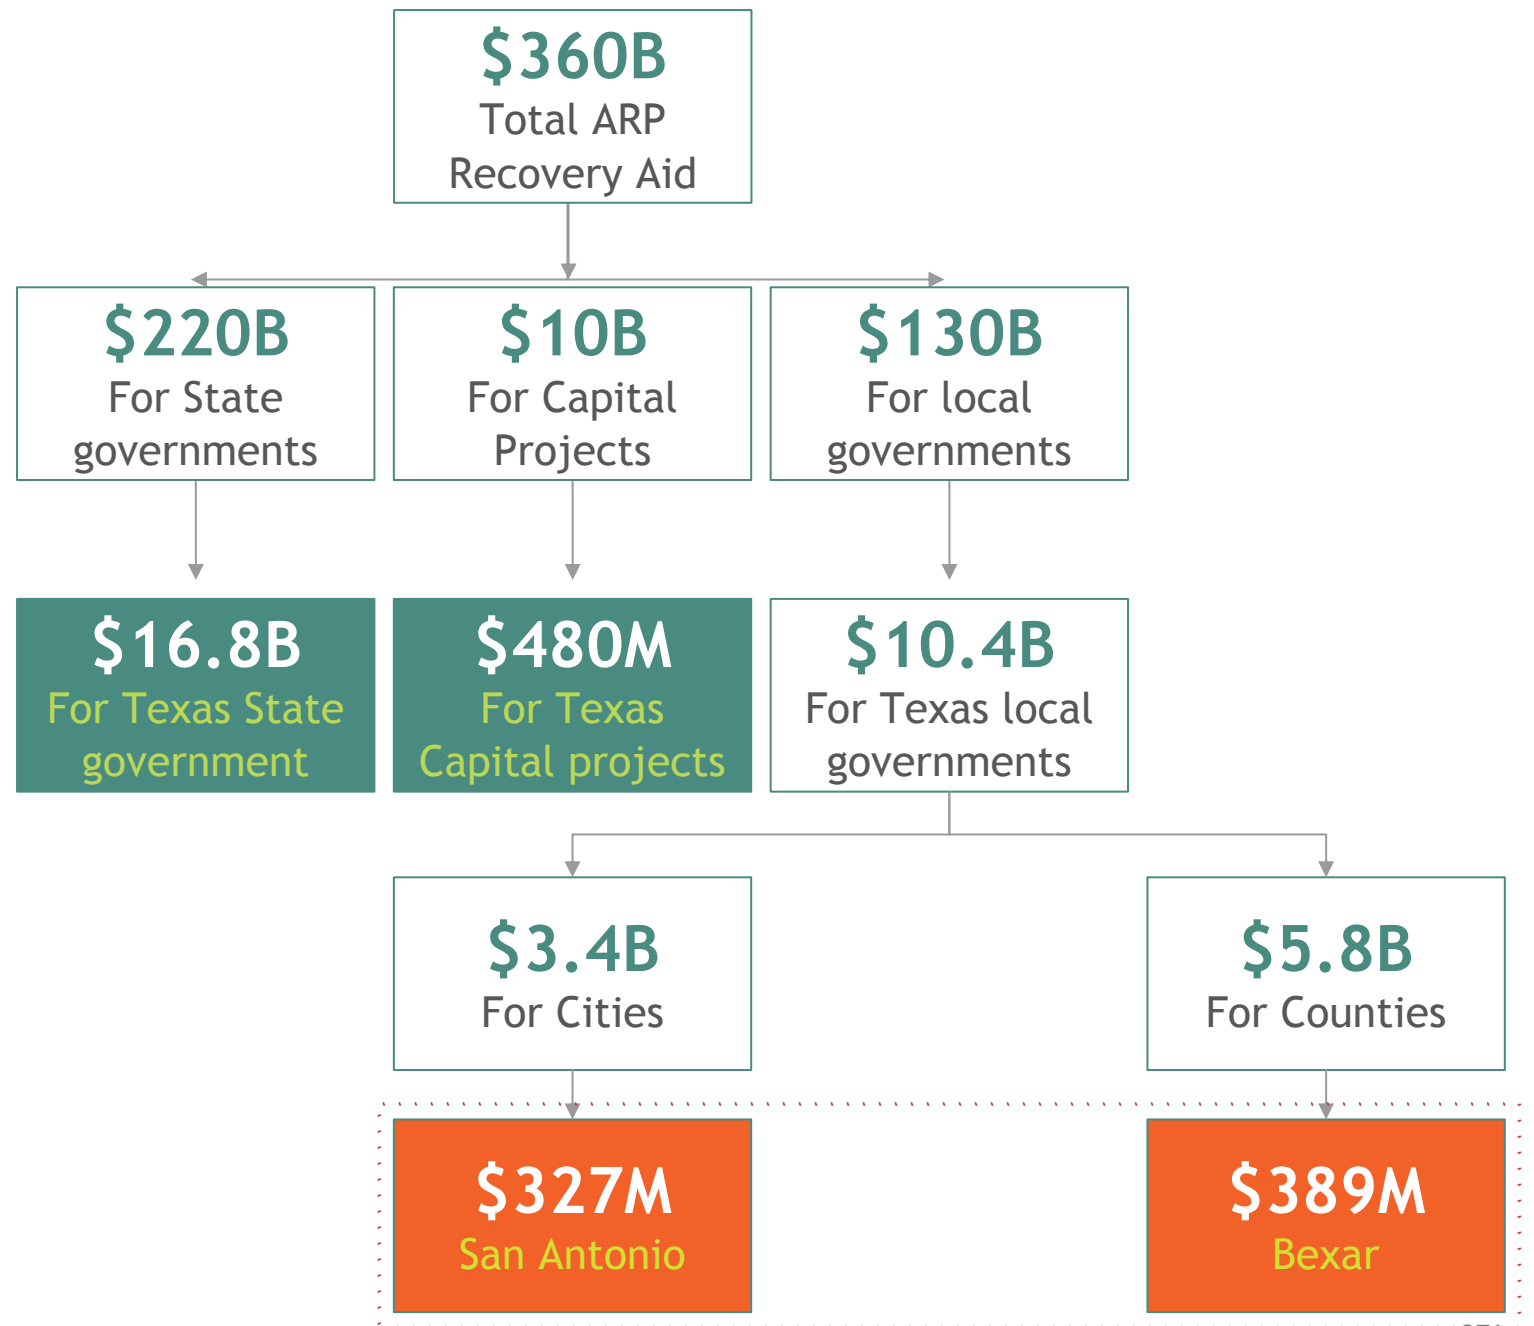 $360B
Total ARP
Recovery Aid
$220B
For State
governments
$10B
For Capital
Projects
$130B
For local
governments
$16.8B
For Texas State
government
$480M
For Texas
Capital projects
$10.4B
For Texas local
governments
$3.4B
For Cities
$5.8B
For Counties
$327M
San Antonio
$389M
Bexar